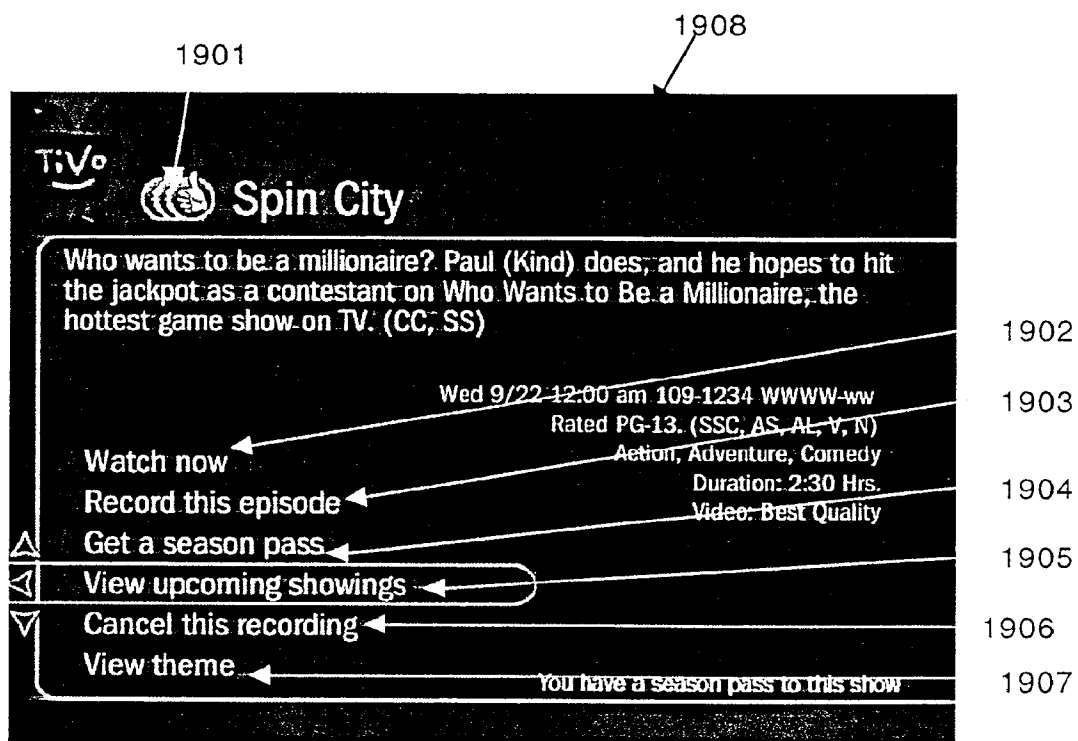 1908
1901
TiVo
Spin City
Who wants to be a millionaire? Paul (Kind) does, and he hopes to hit
the jackpot as a contestant on Who Wants to Be a Millionaire, the
hottest game show on TV. (CC, SS)
1902
Wed 9/22 12:00 am 109-1234 WWWW-ww
1903
Rated PG-13. (SSC, AS, AL, V, N)
Watch now
Action, Adventure, Comedy
Record this episode
Duration: 2:30 Hrs.
1904
Video: Best Quality
Get a season pass
1905
View upcoming showings
Cancel this recording
1906
View theme
1907
You have a season pass to this show